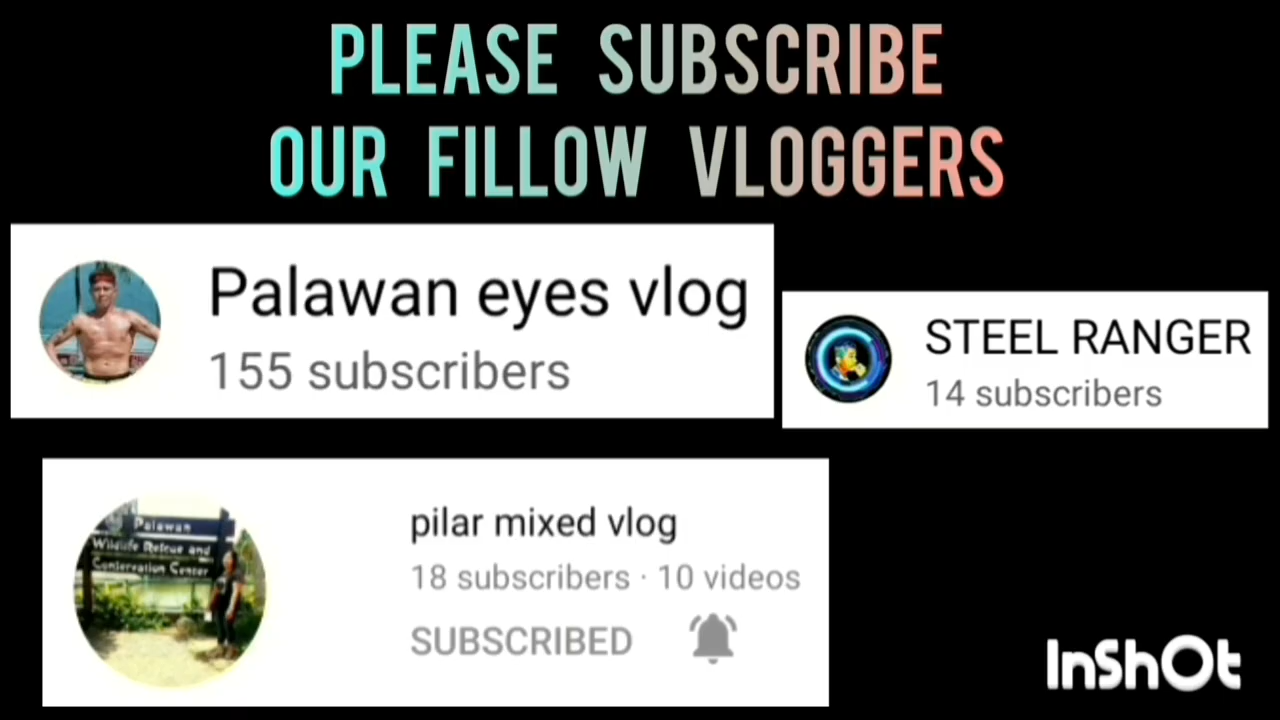 PLEASE SUBSCRIBE
OUR FILLOW VLOGGERS
Palawan eyes vlog
155 subscribers
STEEL RANGER
14 subscribers
Palawan
Wildlife Rescue and
Conservation Center
pilar mixed vlog
18 subscribers · 10 videos
SUBSCRIBED
InShOt